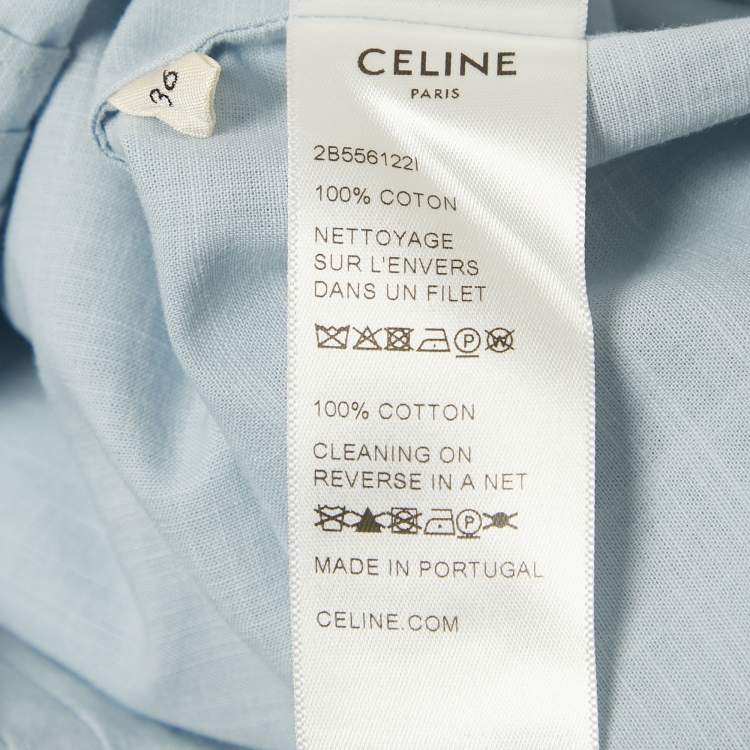 36
CELINE
PARIS
2B556122I
100% COTON
NETTOYAGE
SUR L'ENVERS
DANS UN FILET
P W
100% COTTON
CLEANING ON
REVERSE IN A NET
P
MADE IN PORTUGAL
CELINE.COM